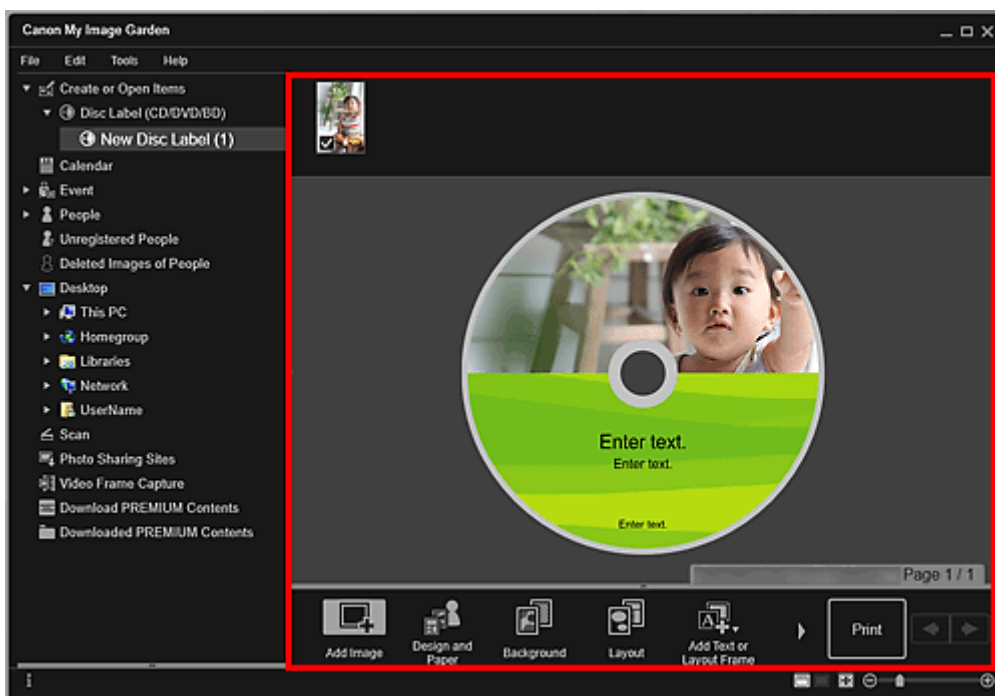 Canon My Image Garden
File Edit Tools Help
Create or Open Items
Disc Label (CD/DVD/BD)
New Disc Label (1)
Calendar
Event
People
Unregistered People
Deleted Images of People
Desktop
This PC
Homegroup
Libraries
Network
UserName
Scan
Photo Sharing Sites
Video Frame Capture
Download PREMIUM Contents
Downloaded PREMIUM Contents
Enter text.
Enter text.
Enter text.
Page 1 / 1
Add Image
Design and
Paper
Background
Layout
Add Text or
Layout Frame
Print